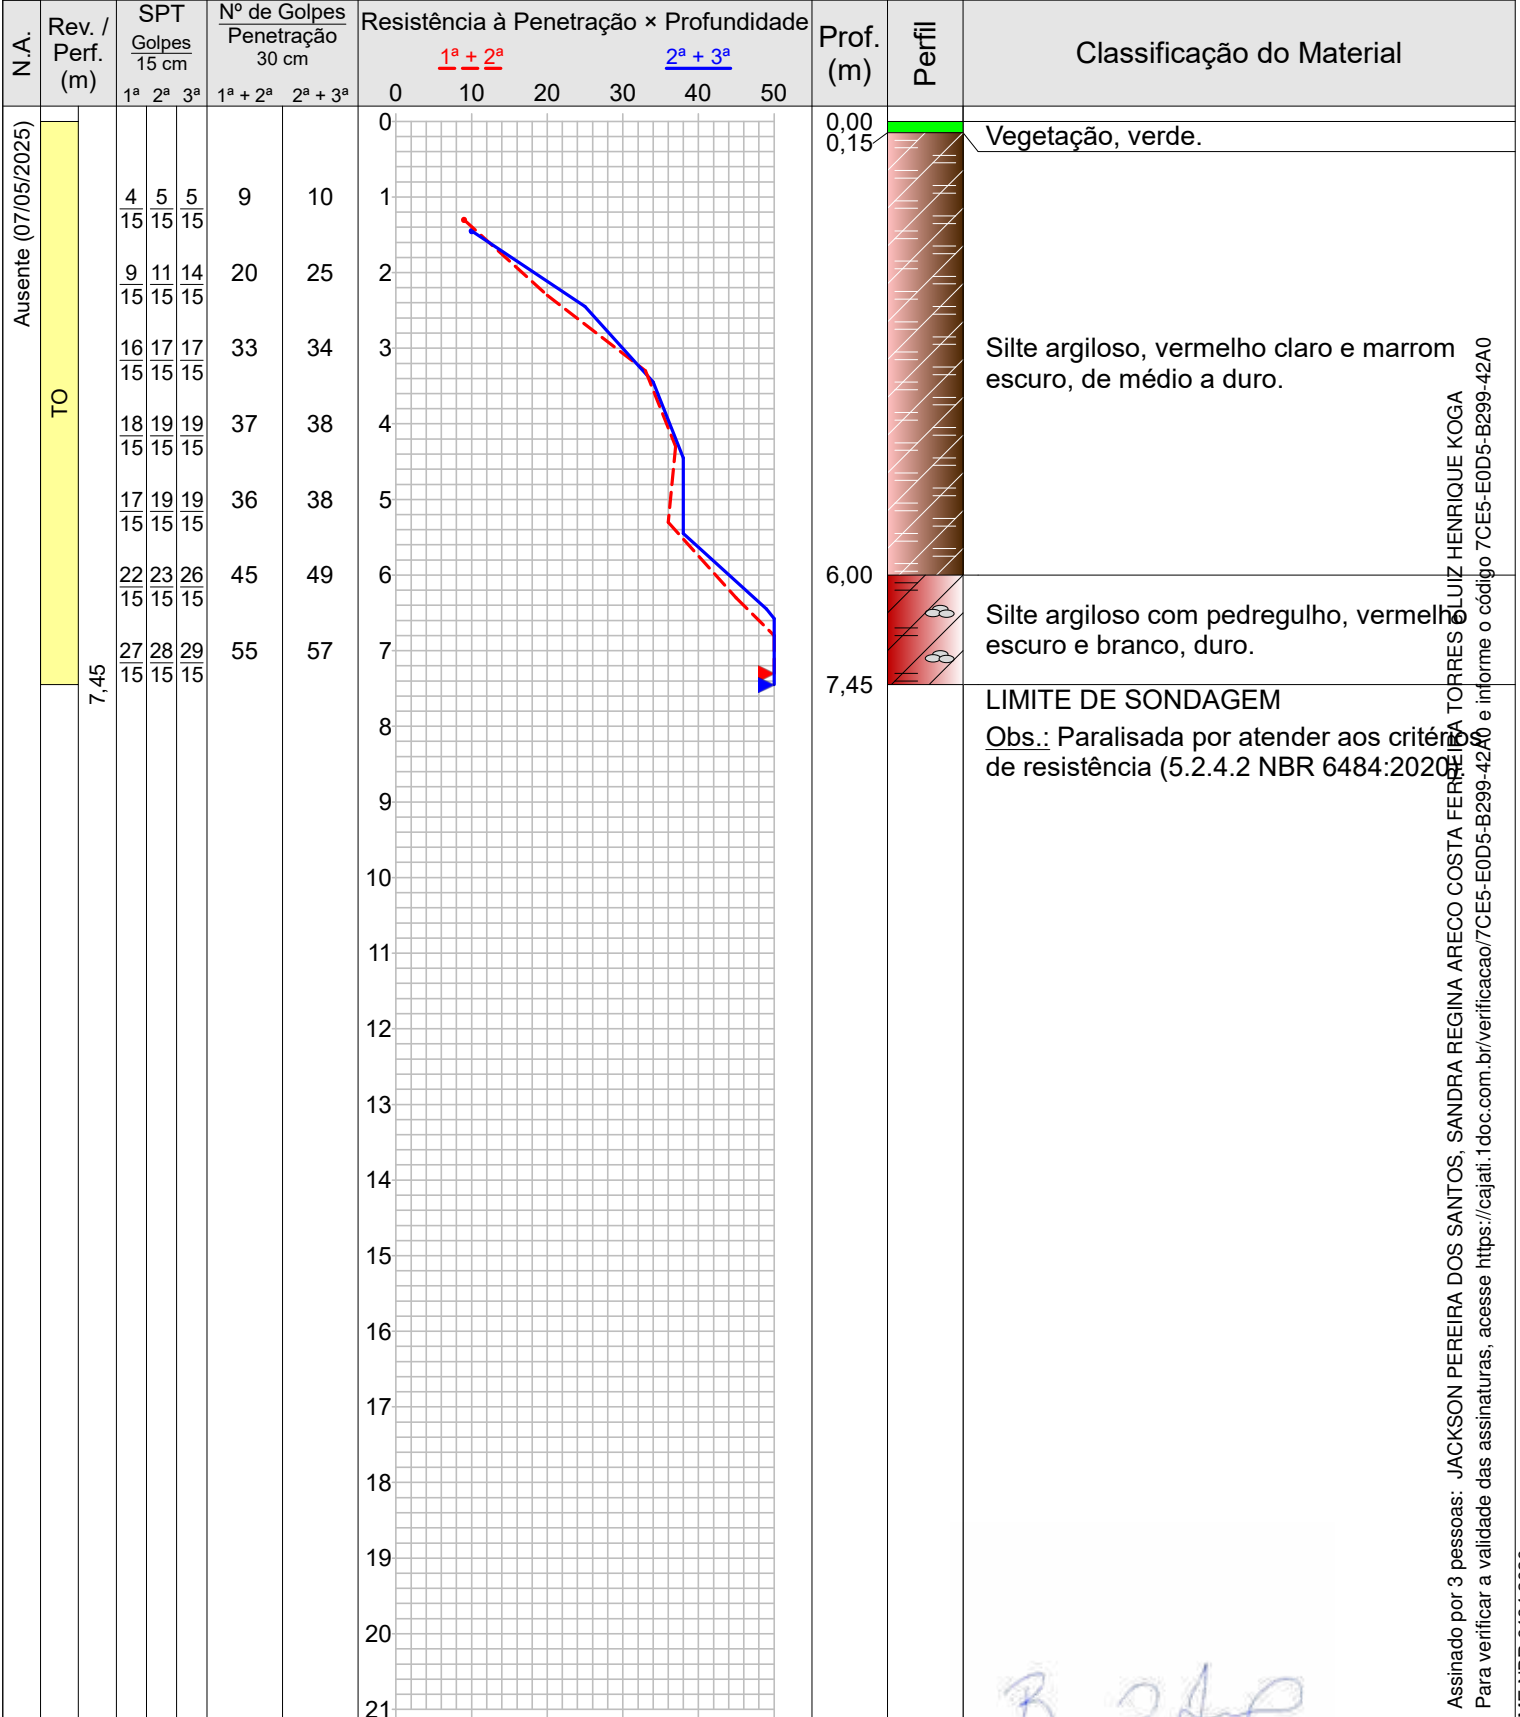 N.A.
Rev. /
Perf.
(m)
SPT
Golpes
15 cm
1ª 2ª 3ª
Nº de Golpes
Penetração
30 cm
1ª + 2ª 2ª + 3ª
Resistência à Penetração × Profundidade
1ª + 2ª 2ª + 3ª
0 10 20 30 40 50
Prof.
(m)
Perfil
Classificação do Material
Ausente (07/05/2025)
TO
7,45
4 5 5 9 10
15 15 15
9 11 14 20 25
15 15 15
16 17 17 33 34
15 15 15
18 19 19 37 38
15 15 15
17 19 19 36 38
15 15 15
22 23 26 45 49
15 15 15
27 28 29 55 57
15 15 15
0
1
2
3
4
5
6
7
8
9
10
11
12
13
14
15
16
17
18
19
20
21
0,00
0,15
6,00
7,45
Vegetação, verde.
Silte argiloso, vermelho claro e marrom
escuro, de médio a duro.
Silte argiloso com pedregulho, vermelho
escuro e branco, duro.
LIMITE DE SONDAGEM
Obs.: Paralisada por atender aos critérios
de resistência (5.2.4.2 NBR 6484:2020).
Assinado por 3 pessoas: JACKSON PEREIRA DOS SANTOS, SANDRA REGINA ARECO COSTA FERREIRA TORRES e LUIZ HENRIQUE KOGA
Para verificar a validade das assinaturas, acesse https://cajati.1doc.com.br/verificacao/7CE5-E0D5-B299-42A0 e informe o código 7CE5-E0D5-B299-42A0